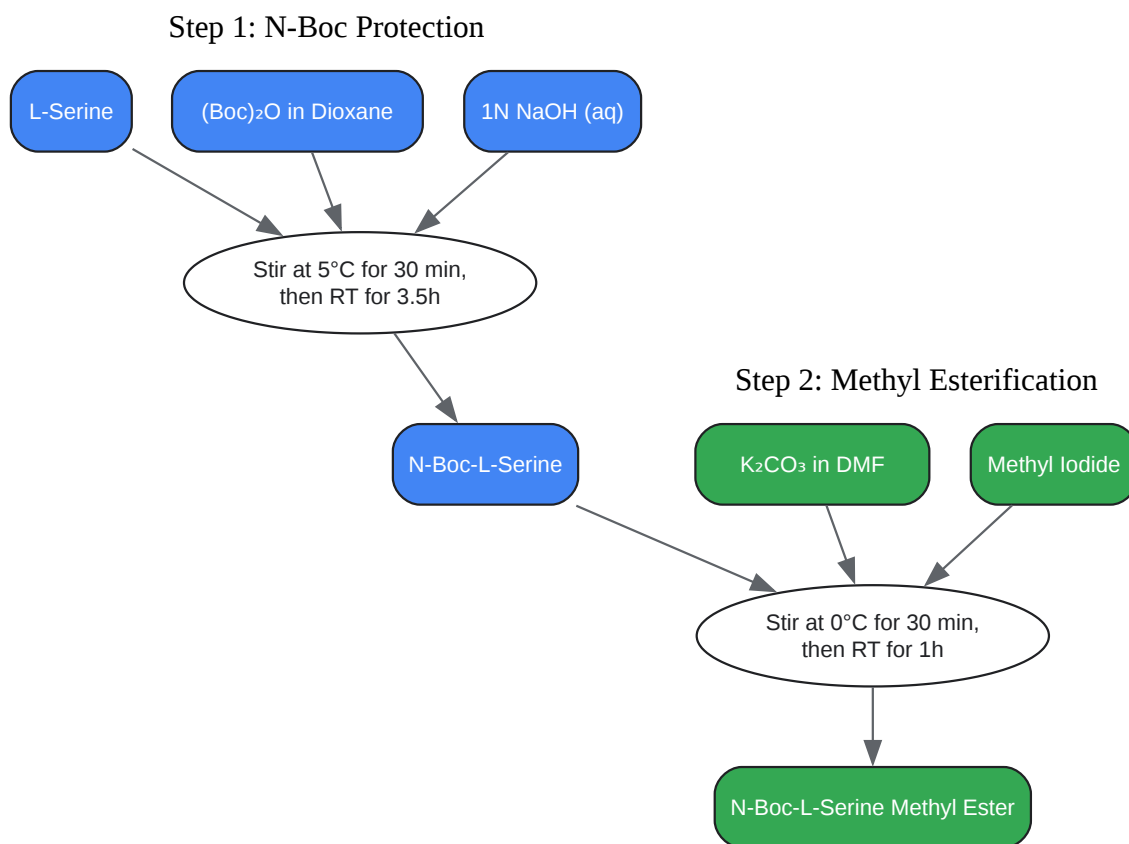 Step 1: N-Boc Protection
L-Serine
(Boc)₂O in Dioxane
1N NaOH (aq)
Stir at 5°C for 30 min,
then RT for 3.5h
Step 2: Methyl Esterification
N-Boc-L-Serine
K₂CO₃ in DMF
Methyl Iodide
Stir at 0°C for 30 min,
then RT for 1h
N-Boc-L-Serine Methyl Ester